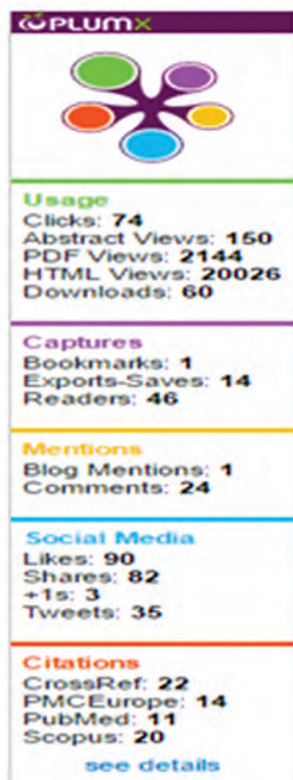 PLUMX
Usage
Clicks: 74
Abstract Views: 150
PDF Views: 2144
HTML Views: 20026
Downloads: 60
Captures
Bookmarks: 1
Exports-Saves: 14
Readers: 46
Mentions
Blog Mentions: 1
Comments: 24
Social Media
Likes: 90
Shares: 82
+1s: 3
Tweets: 35
Citations
CrossRef: 22
PMCEurope: 14
PubMed: 11
Scopus: 20
see details